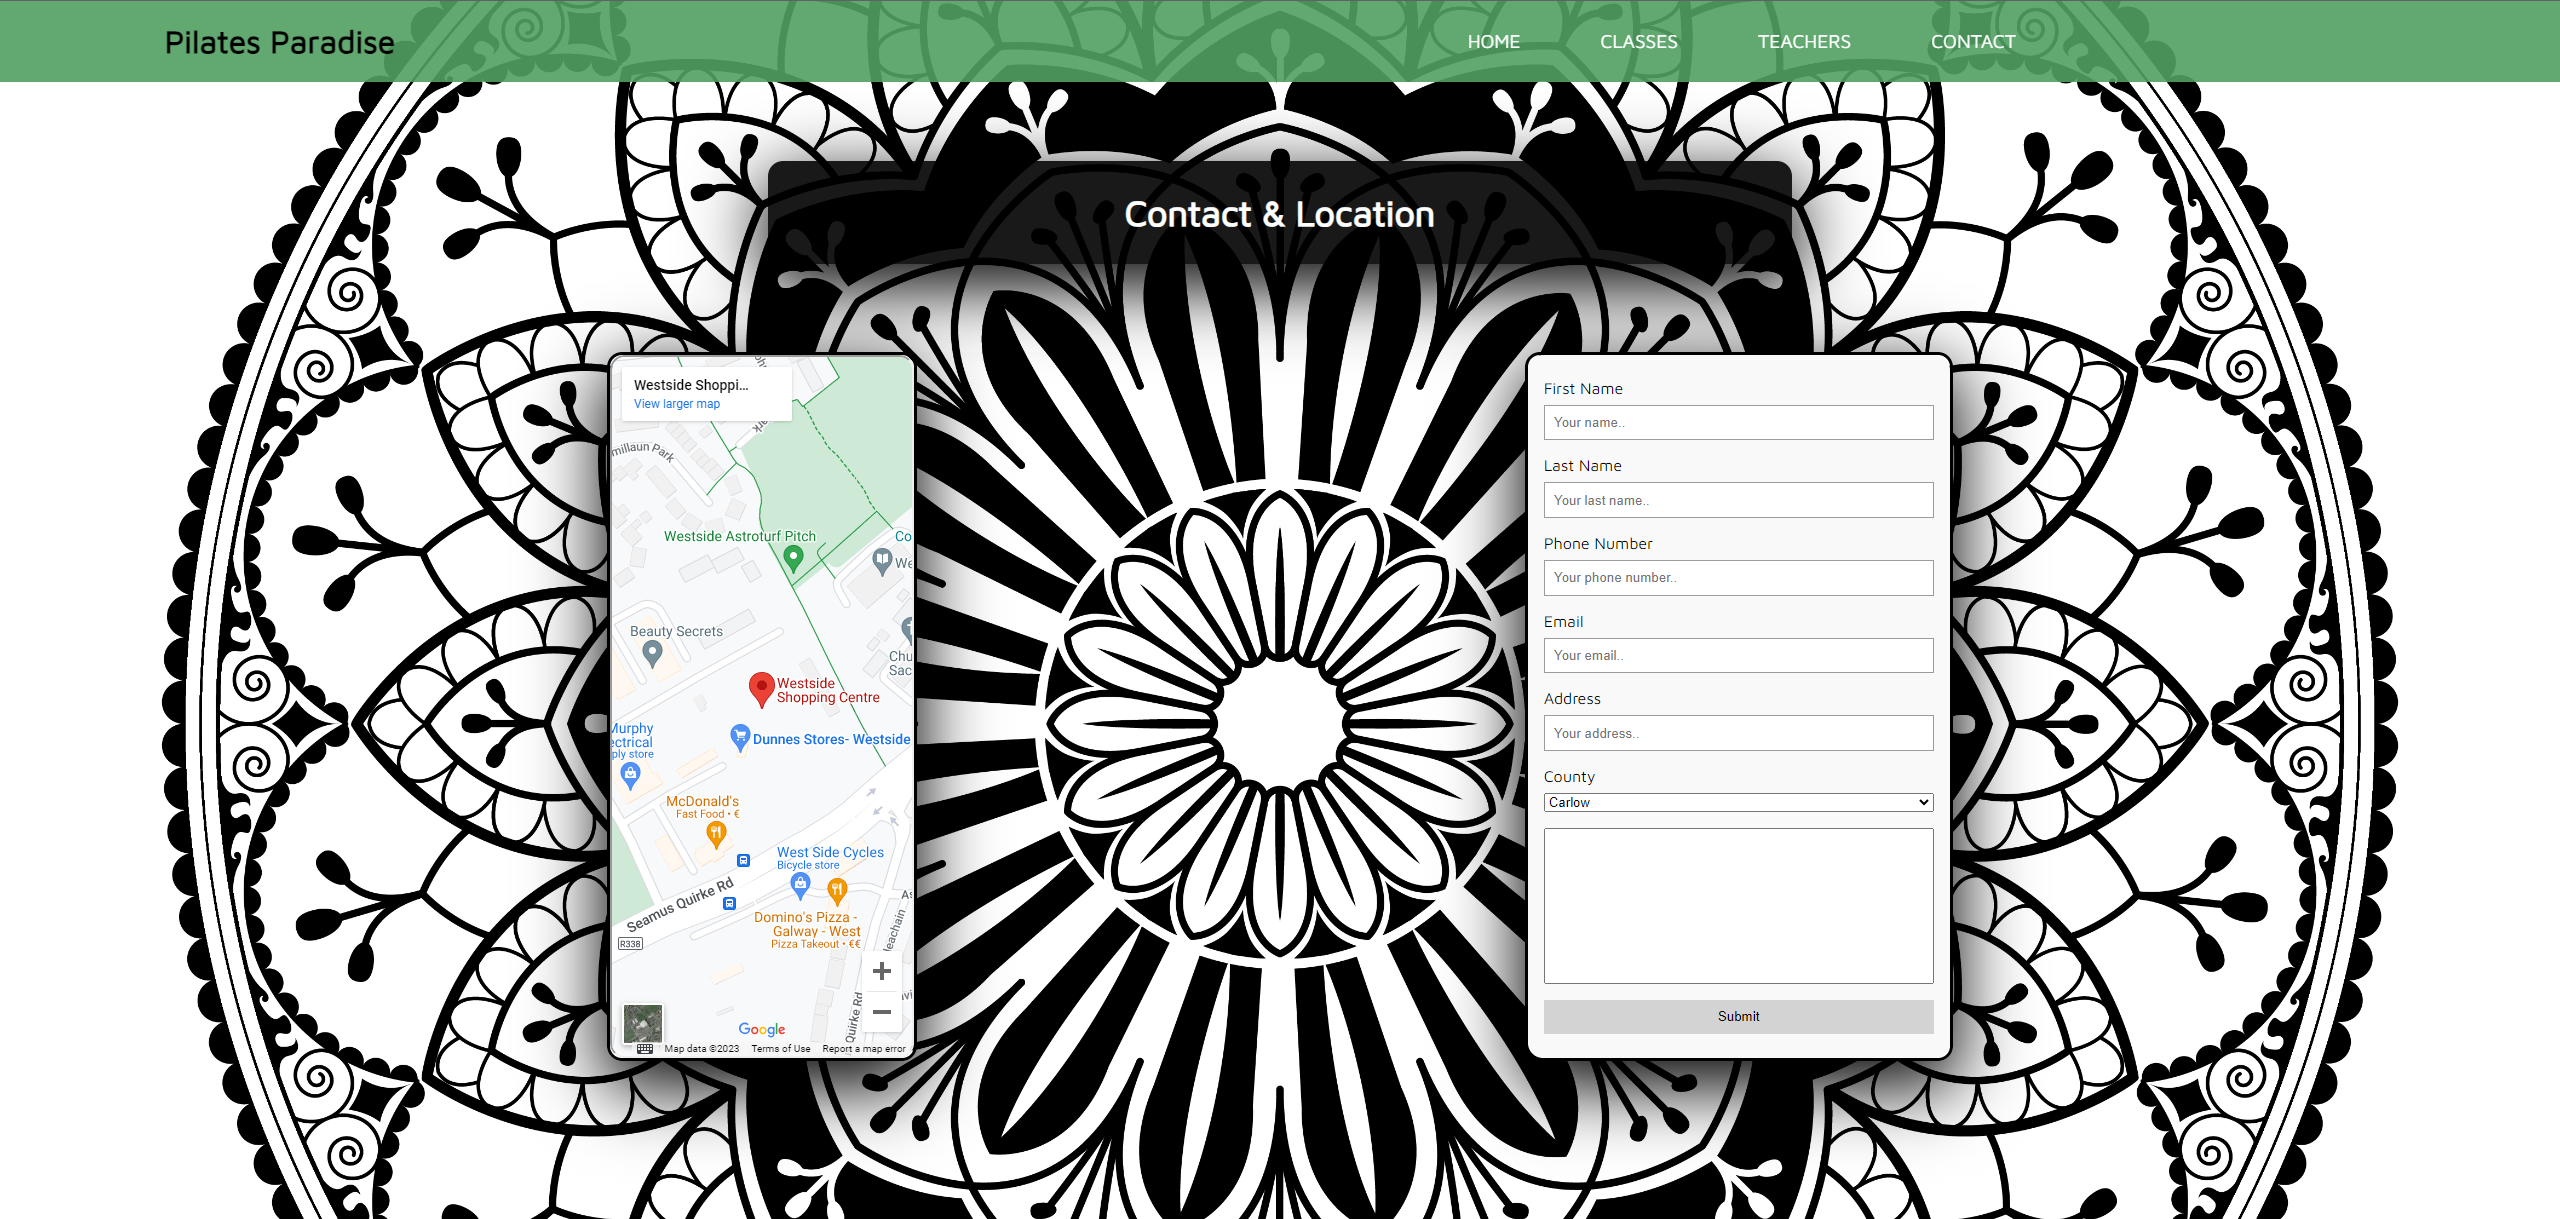 Pilates Paradise
HOME CLASSES TEACHERS CONTACT
Contact & Location
Westside Shoppi...
View larger map
millaun Park
Westside Astroturf Pitch
Co
We
Beauty Secrets
Chu
Sac
Westside
Shopping Centre
Murphy
ectrical
ply store
Dunnes Stores- Westside
McDonald's
Fast Food • €
West Side Cycles
Bicycle store
Seamus Quirke Rd
R338
Domino's Pizza -
Galway - West
Pizza Takeout • €€
As
leachain
Quirke Rd
Google
Map data ©2023 Terms of Use Report a map error
First Name
Your name..
Last Name
Your last name..
Phone Number
Your phone number..
Email
Your email..
Address
Your address..
County
Carlow
Submit